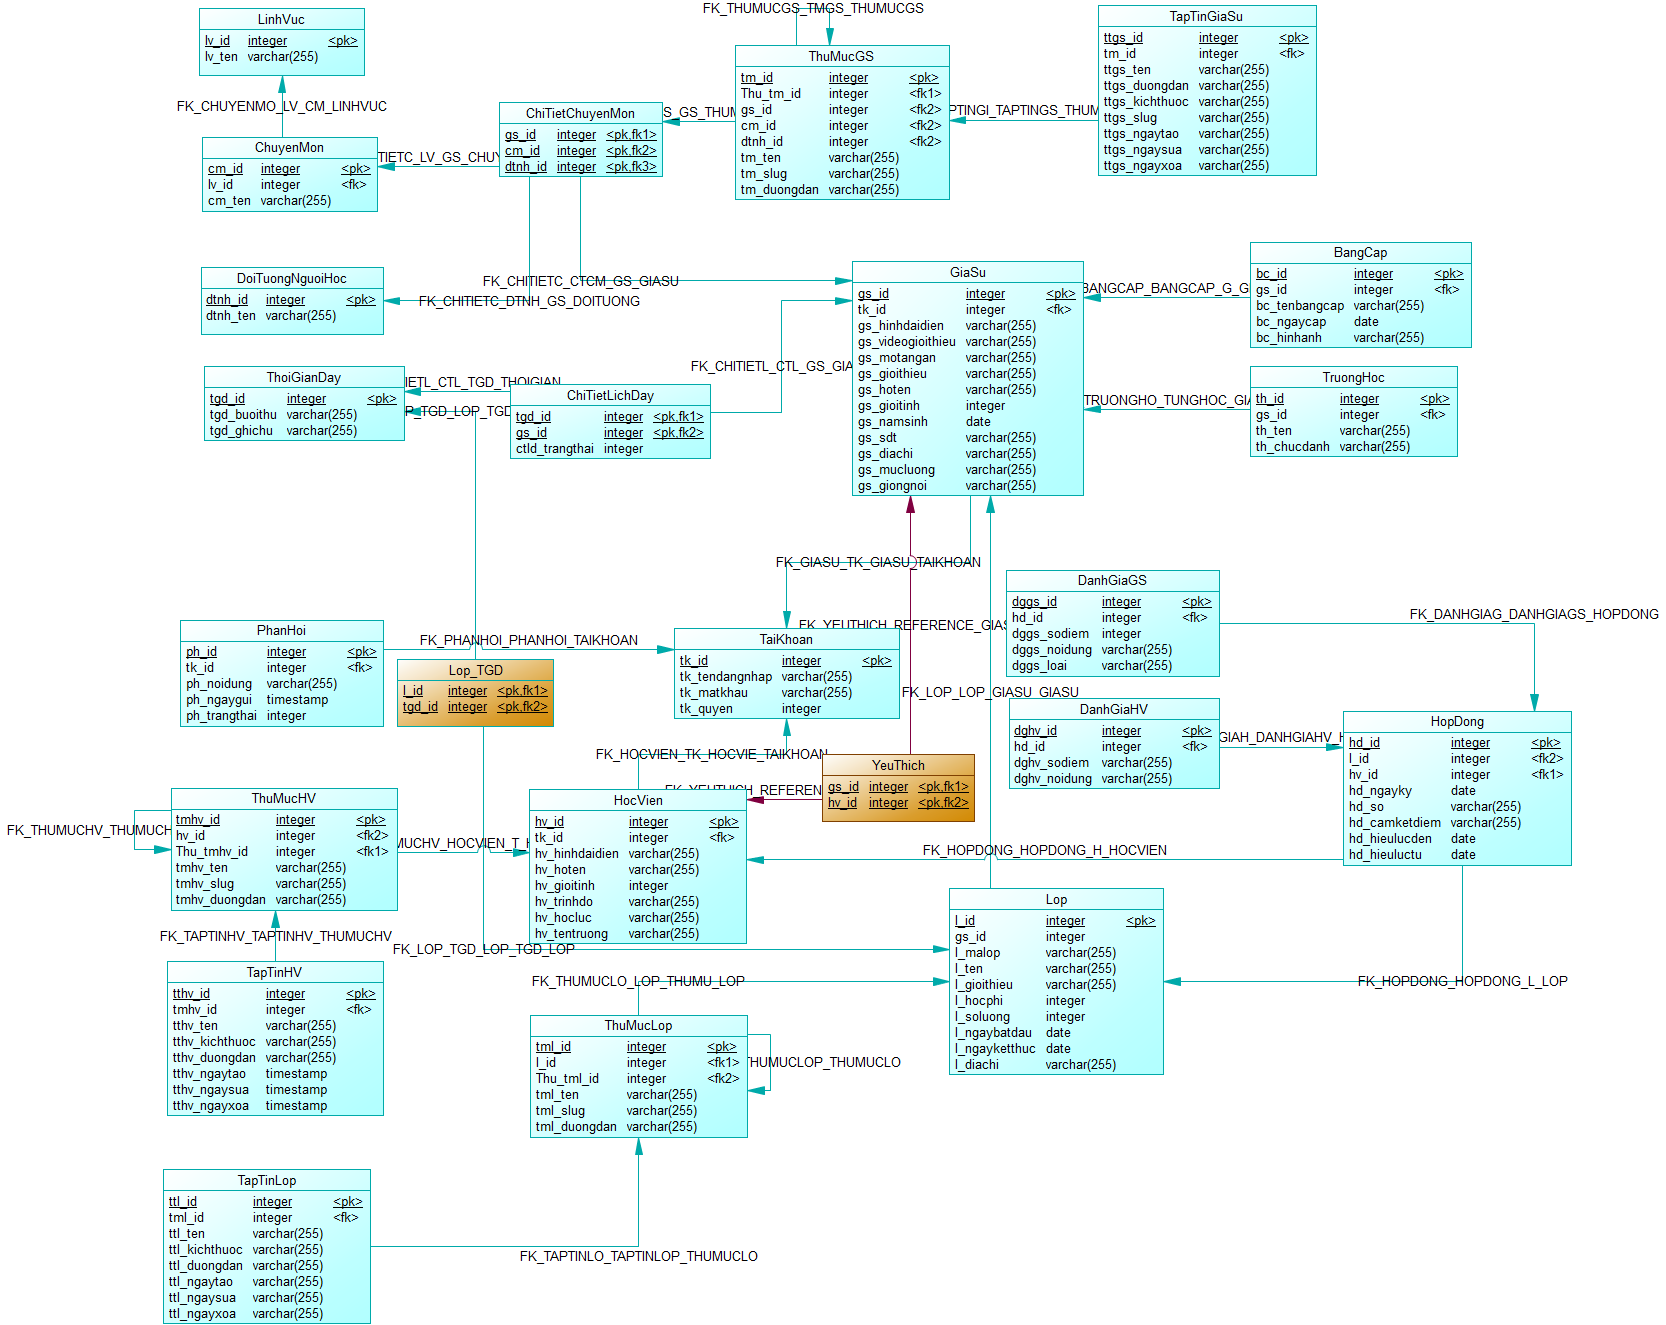 FK_THUMUCGS_TMGS_THUMUCGS
LinhVuc
lv_id integer <pk>
lv_ten varchar(255)
FK_CHUYENMO_LV_CM_LINHVUC
ChuyenMon
cm_id integer <pk>
lv_id integer <fk>
cm_ten varchar(255)
TIETC_LV_GS_CHUY
ChiTietChuyenMon
gs_id integer <pk,fk1>
cm_id integer <pk,fk2>
dtnh_id integer <pk,fk3>
S_GS_THUM
ThuMucGS
tm_id integer <pk>
Thu_tm_id integer <fk1>
gs_id integer <fk2>
cm_id integer <fk2>
dtnh_id integer <fk2>
tm_ten varchar(255)
tm_slug varchar(255)
tm_duongdan varchar(255)
PTINGI_TAPTINGS_THUM
TapTinGiaSu
ttgs_id integer <pk>
tm_id integer <fk>
ttgs_ten varchar(255)
ttgs_duongdan varchar(255)
ttgs_kichthuoc varchar(255)
ttgs_slug varchar(255)
ttgs_ngaytao varchar(255)
ttgs_ngaysua varchar(255)
ttgs_ngayxoa varchar(255)
DoiTuongNguoiHoc
dtnh_id integer <pk>
dtnh_ten varchar(255)
FK_CHITIETC_CTCM_GS_GIASU
FK_CHITIETC_DTNH_GS_DOITUONG
GiaSu
gs_id integer <pk>
tk_id integer <fk>
gs_hinhdaidien varchar(255)
gs_videogioithieu varchar(255)
gs_motangan varchar(255)
gs_gioithieu varchar(255)
gs_hoten varchar(255)
gs_gioitinh integer
gs_namsinh date
gs_sdt varchar(255)
gs_diachi varchar(255)
gs_mucluong varchar(255)
gs_giongnoi varchar(255)
BANGCAP_BANGCAP_G_G
BangCap
bc_id integer <pk>
gs_id integer <fk>
bc_tenbangcap varchar(255)
bc_ngaycap date
bc_hinhanh varchar(255)
TRUONGHO_TUNGHOC_GIA
TruongHoc
th_id integer <pk>
gs_id integer <fk>
th_ten varchar(255)
th_chucdanh varchar(255)
ThoiGianDay
tgd_id integer <pk>
tgd_buoithu varchar(255)
tgd_ghichu varchar(255)
IETL_CTL_TGD_THOIGIAN
P_TGD_LOP_TGD
ChiTietLichDay
tgd_id integer <pk,fk1>
gs_id integer <pk,fk2>
ctld_trangthai integer
FK_CHITIETL_CTL_GS_GIA
FK_GIASU_TK_GIASU_TAIKHOAN
DanhGiaGS
dggs_id integer <pk>
hd_id integer <fk>
dggs_sodiem integer
dggs_noidung varchar(255)
dggs_loai varchar(255)
FK_DANHGIAG_DANHGIAGS_HOPDONG
PhanHoi
ph_id integer <pk>
tk_id integer <fk>
ph_noidung varchar(255)
ph_ngaygui timestamp
ph_trangthai integer
FK_PHANHOI_PHANHOI_TAIKHOAN
FK_YEUTHICH_REFERENCE_GIAS
TaiKhoan
tk_id integer <pk>
tk_tendangnhap varchar(255)
tk_matkhau varchar(255)
tk_quyen integer
Lop_TGD
l_id integer <pk,fk1>
tgd_id integer <pk,fk2>
FK_LOP_LOP_GIASU_GIASU
DanhGiaHV
dghv_id integer <pk>
hd_id integer <fk>
dghv_sodiem varchar(255)
dghv_noidung varchar(255)
GIAH_DANHGIAHV_H
HopDong
hd_id integer <pk>
l_id integer <fk2>
hv_id integer <fk1>
hd_ngayky date
hd_so varchar(255)
hd_camketdiem varchar(255)
hd_hieulucden date
hd_hieuluctu date
FK_HOCVIEN_TK_HOCVIE_TAIKHOAN
FK_YEUTHICH_REFEREN
YeuThich
gs_id integer <pk,fk1>
hv_id integer <pk,fk2>
ThuMucHV
tmhv_id integer <pk>
hv_id integer <fk2>
Thu_tmhv_id integer <fk1>
tmhv_ten varchar(255)
tmhv_slug varchar(255)
tmhv_duongdan varchar(255)
FK_THUMUCHV_THUMUCH
MUCHV_HOCVIEN_T_H
HocVien
hv_id integer <pk>
tk_id integer <fk>
hv_hinhdaidien varchar(255)
hv_hoten varchar(255)
hv_gioitinh integer
hv_trinhdo varchar(255)
hv_hocluc varchar(255)
hv_tentruong varchar(255)
FK_HOPDONG_HOPDONG_H_HOCVIEN
FK_TAPTINHV_TAPTINHV_THUMUCHV
FK_LOP_TGD_LOP_TGD_LOP
Lop
l_id integer <pk>
gs_id integer
l_malop varchar(255)
l_ten varchar(255)
l_gioithieu varchar(255)
l_hocphi integer
l_soluong integer
l_ngaybatdau date
l_ngayketthuc date
l_diachi varchar(255)
FK_HOPDONG_HOPDONG_L_LOP
TapTinHV
tthv_id integer <pk>
tmhv_id integer <fk>
tthv_ten varchar(255)
tthv_kichthuoc varchar(255)
tthv_duongdan varchar(255)
tthv_ngaytao timestamp
tthv_ngaysua timestamp
tthv_ngayxoa timestamp
FK_THUMUCLO_LOP_THUMU_LOP
ThuMucLop
tml_id integer <pk>
l_id integer <fk1>
Thu_tml_id integer <fk2>
tml_ten varchar(255)
tml_slug varchar(255)
tml_duongdan varchar(255)
THUMUCLOP_THUMUCLO
TapTinLop
ttl_id integer <pk>
tml_id integer <fk>
ttl_ten varchar(255)
ttl_kichthuoc varchar(255)
ttl_duongdan varchar(255)
ttl_ngaytao varchar(255)
ttl_ngaysua varchar(255)
ttl_ngayxoa varchar(255)
FK_TAPTINLO_TAPTINLOP_THUMUCLO